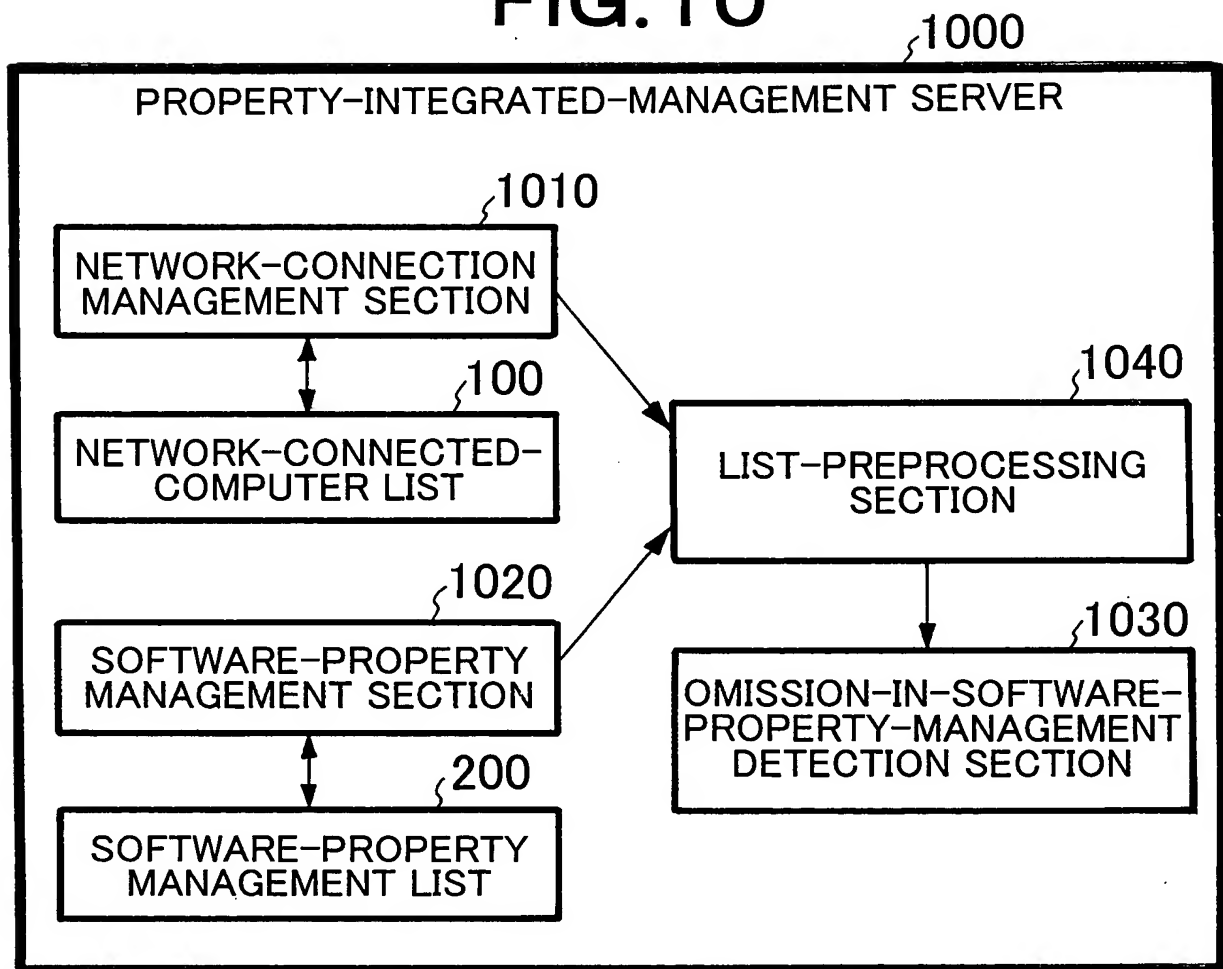 FIG. 10
1000
PROPERTY-INTEGRATED-MANAGEMENT SERVER
1010
NETWORK-CONNECTION
MANAGEMENT SECTION
100
NETWORK-CONNECTED-
COMPUTER LIST
1040
LIST-PREPROCESSING
SECTION
1020
SOFTWARE-PROPERTY
MANAGEMENT SECTION
1030
OMISSION-IN-SOFTWARE-
PROPERTY-MANAGEMENT
DETECTION SECTION
200
SOFTWARE-PROPERTY
MANAGEMENT LIST